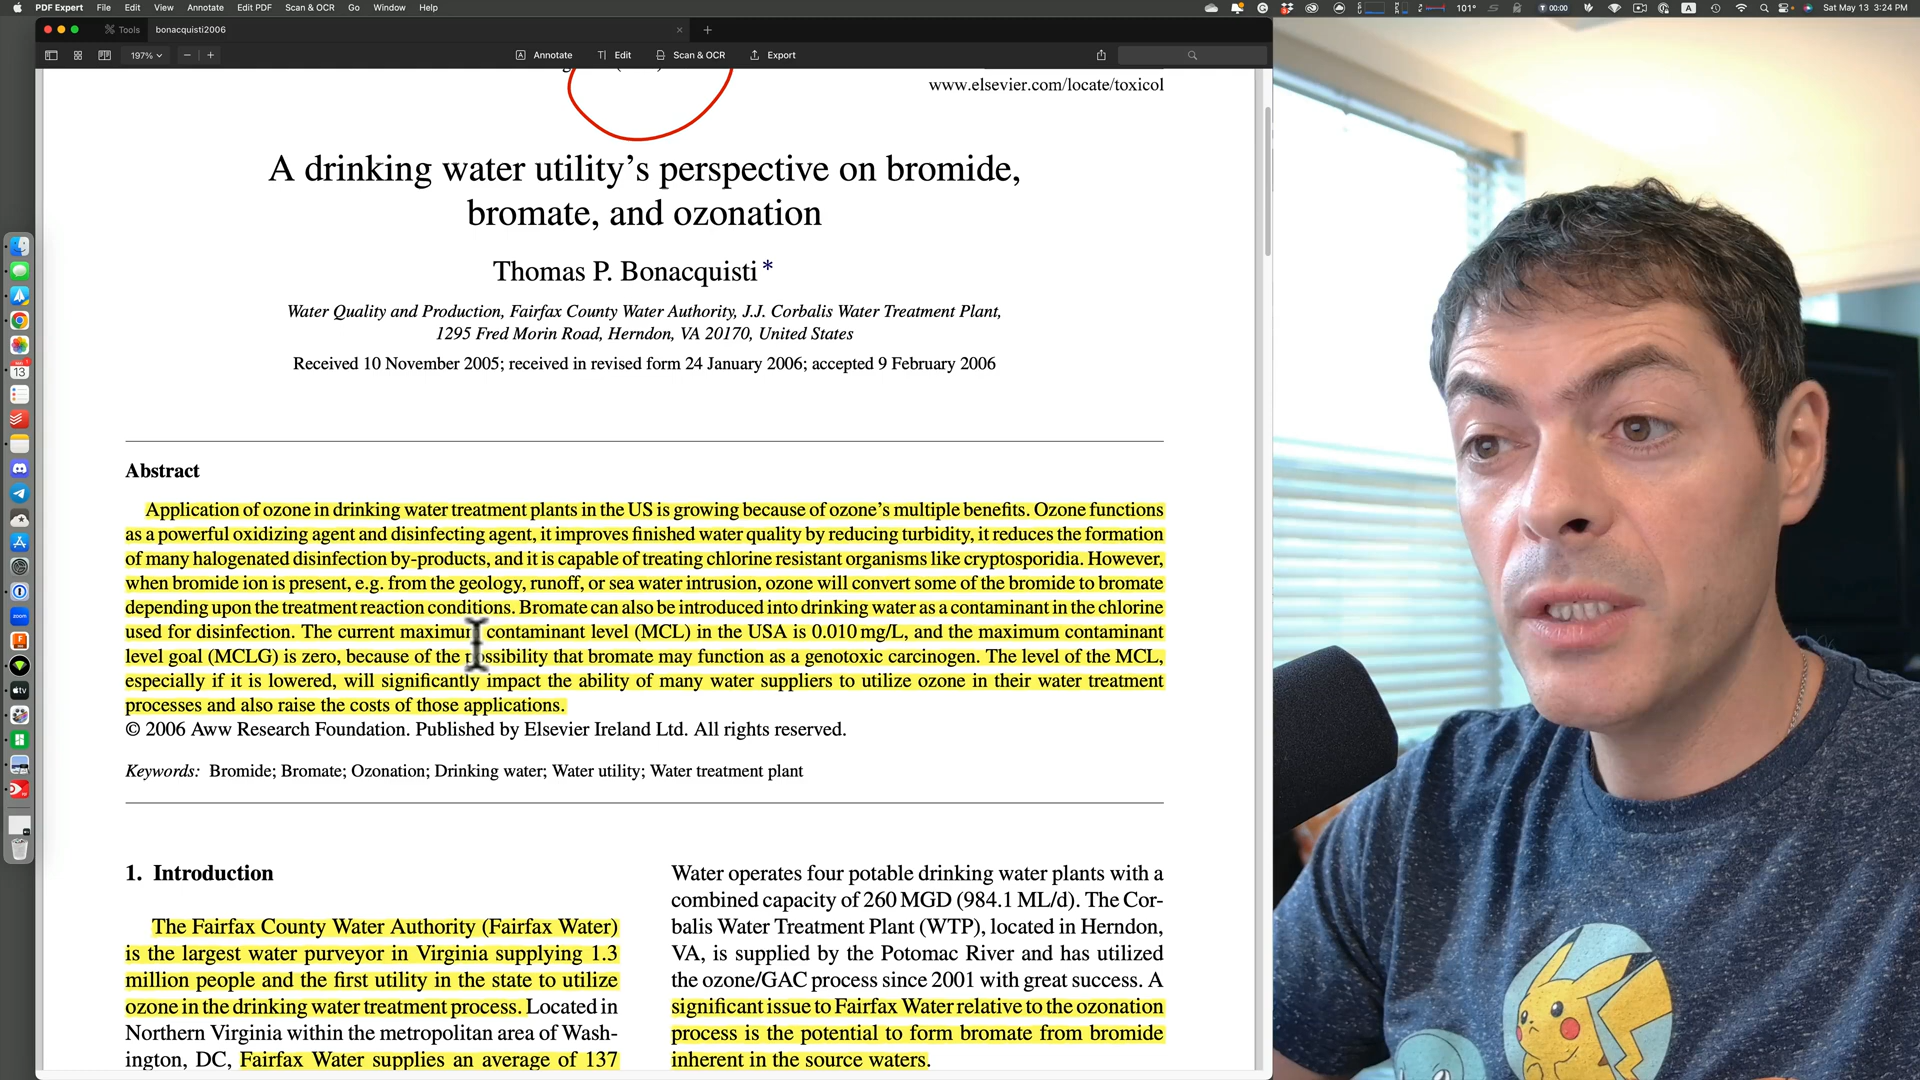 PDF Expert File Edit View Annotate Edit PDF Scan & OCR Go Window Help
101° 00:00 A Sat May 13 3:24 PM
Tools bonacquisti2006
197% Annotate Edit Scan & OCR Export
www.elsevier.com/locate/toxicol
A drinking water utility's perspective on bromide,
bromate, and ozonation
Thomas P. Bonacquisti *
Water Quality and Production, Fairfax County Water Authority, J.J. Corbalis Water Treatment Plant,
1295 Fred Morin Road, Herndon, VA 20170, United States
Received 10 November 2005; received in revised form 24 January 2006; accepted 9 February 2006
Abstract
Application of ozone in drinking water treatment plants in the US is growing because of ozone's multiple benefits. Ozone functions
as a powerful oxidizing agent and disinfecting agent, it improves finished water quality by reducing turbidity, it reduces the formation
of many halogenated disinfection by-products, and it is capable of treating chlorine resistant organisms like cryptosporidia. However,
when bromide ion is present, e.g. from the geology, runoff, or sea water intrusion, ozone will convert some of the bromide to bromate
depending upon the treatment reaction conditions. Bromate can also be introduced into drinking water as a contaminant in the chlorine
used for disinfection. The current maximum contaminant level (MCL) in the USA is 0.010 mg/L, and the maximum contaminant
level goal (MCLG) is zero, because of the possibility that bromate may function as a genotoxic carcinogen. The level of the MCL,
especially if it is lowered, will significantly impact the ability of many water suppliers to utilize ozone in their water treatment
processes and also raise the costs of those applications.
© 2006 Aww Research Foundation. Published by Elsevier Ireland Ltd. All rights reserved.
Keywords: Bromide; Bromate; Ozonation; Drinking water; Water utility; Water treatment plant
1. Introduction
The Fairfax County Water Authority (Fairfax Water)
is the largest water purveyor in Virginia supplying 1.3
million people and the first utility in the state to utilize
ozone in the drinking water treatment process. Located in
Northern Virginia within the metropolitan area of Wash-
ington, DC, Fairfax Water supplies an average of 137
Water operates four potable drinking water plants with a
combined capacity of 260 MGD (984.1 ML/d). The Cor-
balis Water Treatment Plant (WTP), located in Herndon,
VA, is supplied by the Potomac River and has utilized
the ozone/GAC process since 2001 with great success. A
significant issue to Fairfax Water relative to the ozonation
process is the potential to form bromate from bromide
inherent in the source waters.
13
zoom
tv